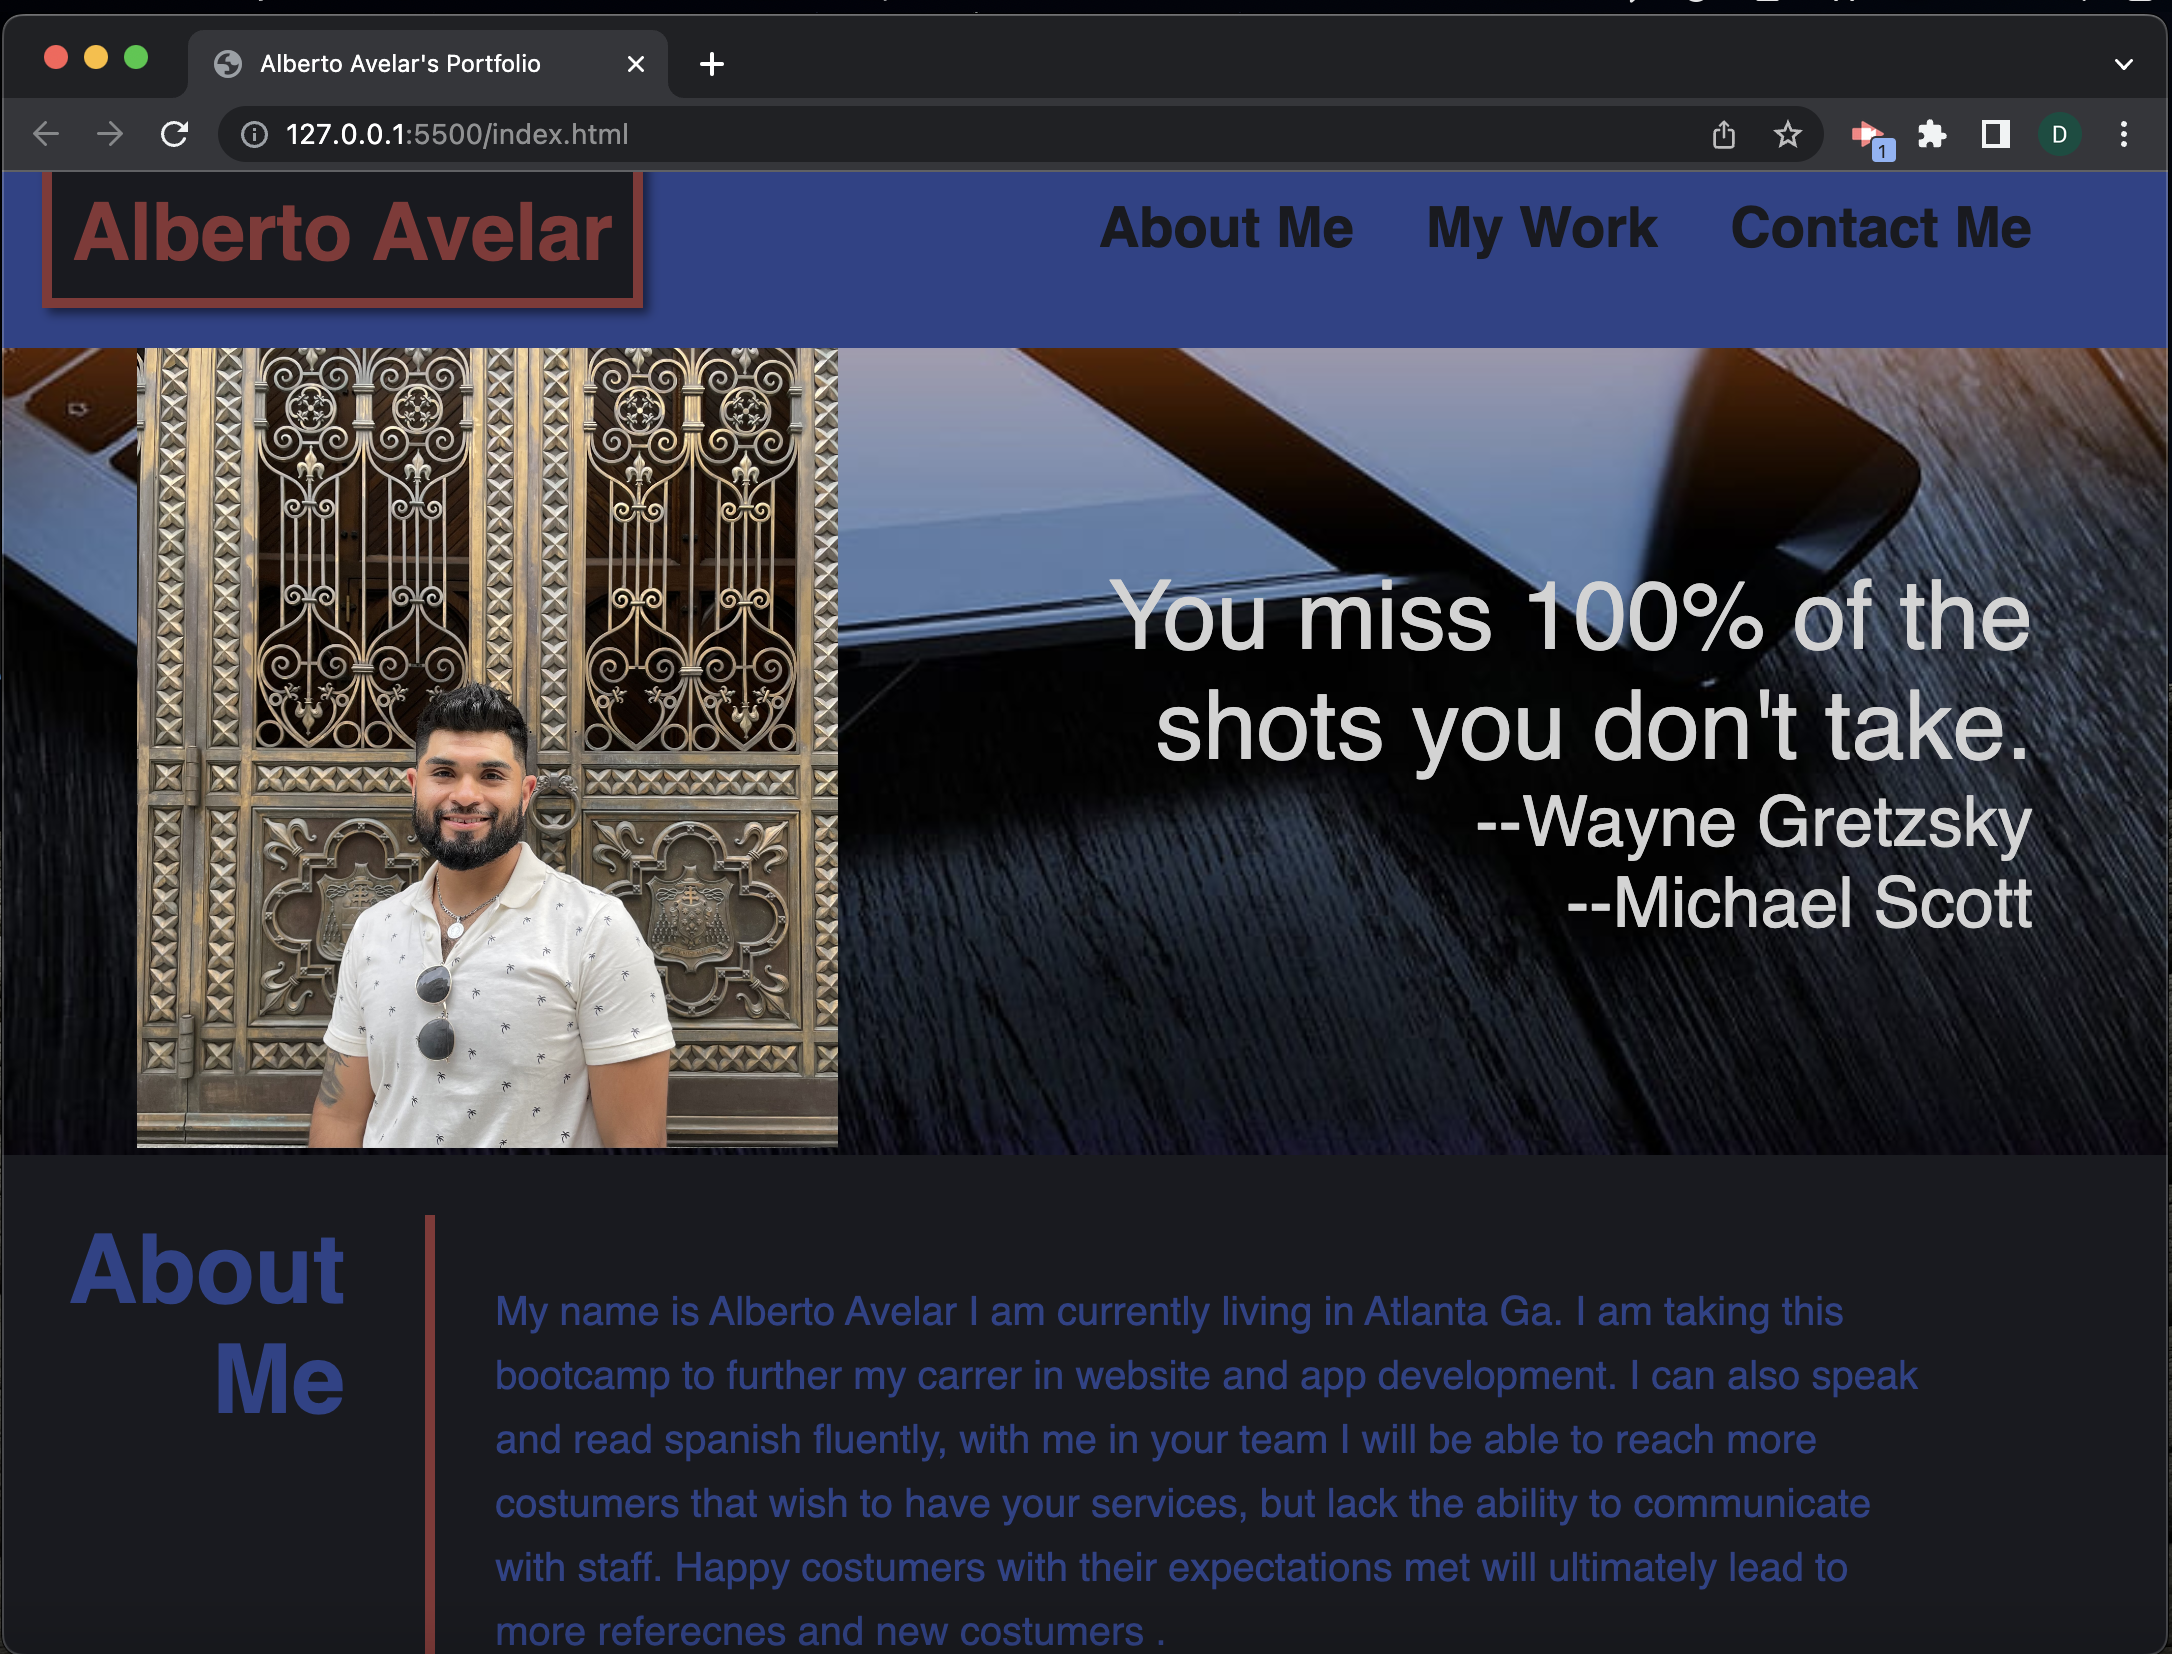 Alberto Avelar's Portfolio
127.0.0.1:5500/index.html
1
D
Alberto Avelar
About Me My Work Contact Me
You miss 100% of the
shots you don't take.
--Wayne Gretzsky
--Michael Scott
About
Me
My name is Alberto Avelar I am currently living in Atlanta Ga. I am taking this
bootcamp to further my carrer in website and app development. I can also speak
and read spanish fluently, with me in your team I will be able to reach more
costumers that wish to have your services, but lack the ability to communicate
with staff. Happy costumers with their expectations met will ultimately lead to
more referecnes and new costumers .